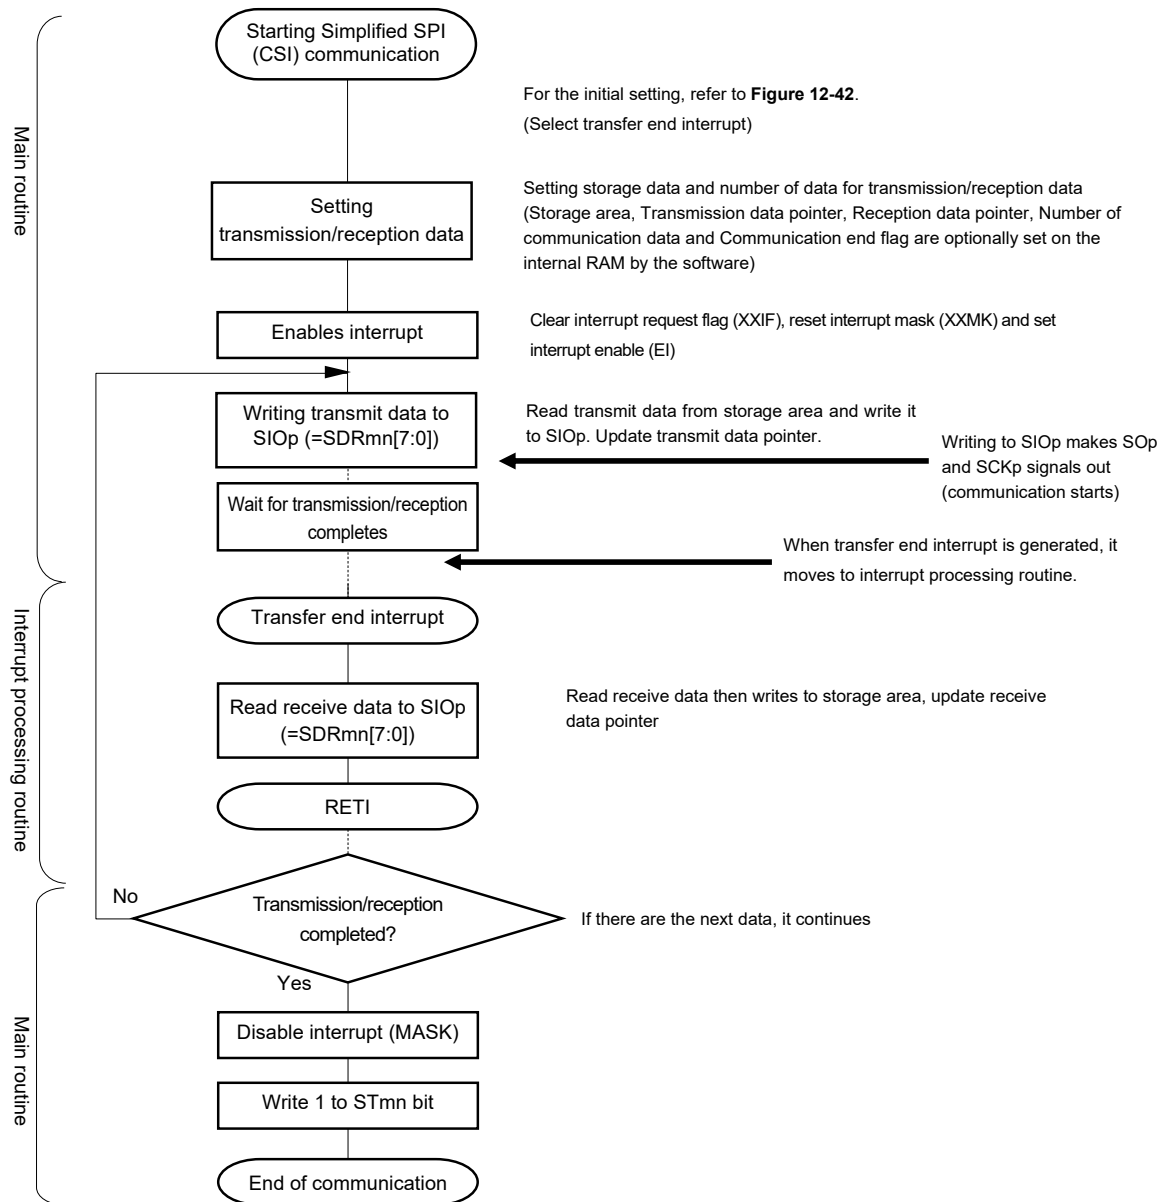 Starting Simplified SPI
(CSI) communication
For the initial setting, refer to Figure 12-42.
(Select transfer end interrupt)
Main routine
Setting
transmission/reception data
Setting storage data and number of data for transmission/reception data
(Storage area, Transmission data pointer, Reception data pointer, Number of
communication data and Communication end flag are optionally set on the
internal RAM by the software)
Enables interrupt
Clear interrupt request flag (XXIF), reset interrupt mask (XXMK) and set
interrupt enable (EI)
Writing transmit data to
SIOp (=SDRmn[7:0])
Read transmit data from storage area and write it
to SIOp. Update transmit data pointer.
Writing to SIOp makes SOp
and SCKp signals out
(communication starts)
Wait for transmission/reception
completes
When transfer end interrupt is generated, it
moves to interrupt processing routine.
Interrupt processing routine
Transfer end interrupt
Read receive data to SIOp
(=SDRmn[7:0])
Read receive data then writes to storage area, update receive
data pointer
RETI
No
Transmission/reception
completed?
If there are the next data, it continues
Yes
Main routine
Disable interrupt (MASK)
Write 1 to STmn bit
End of communication